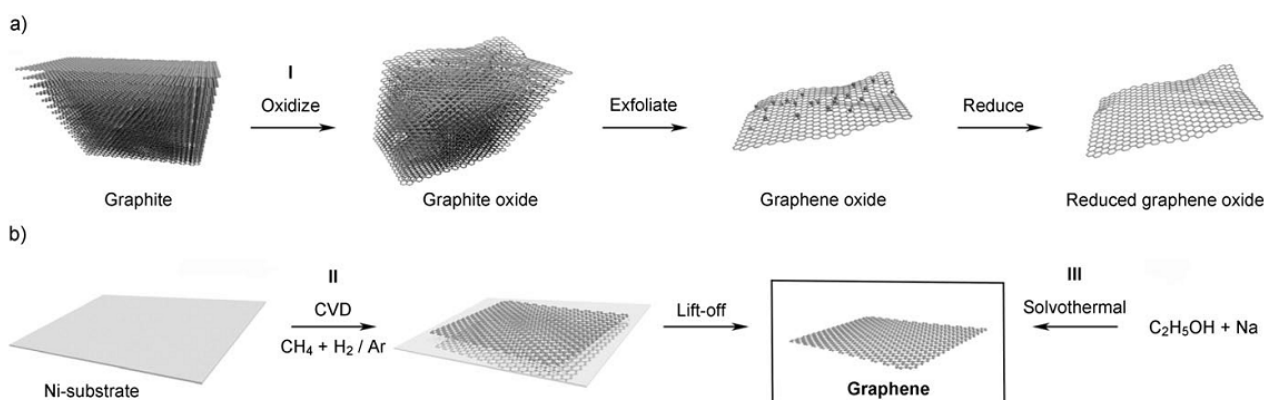 a)
I
Oxidize
Exfoliate
Reduce
Graphite
Graphite oxide
Graphene oxide
Reduced graphene oxide
b)
II
CVD
CH₄ + H₂ / Ar
Lift-off
III
Solvothermal
C₂H₅OH + Na
Ni-substrate
Graphene